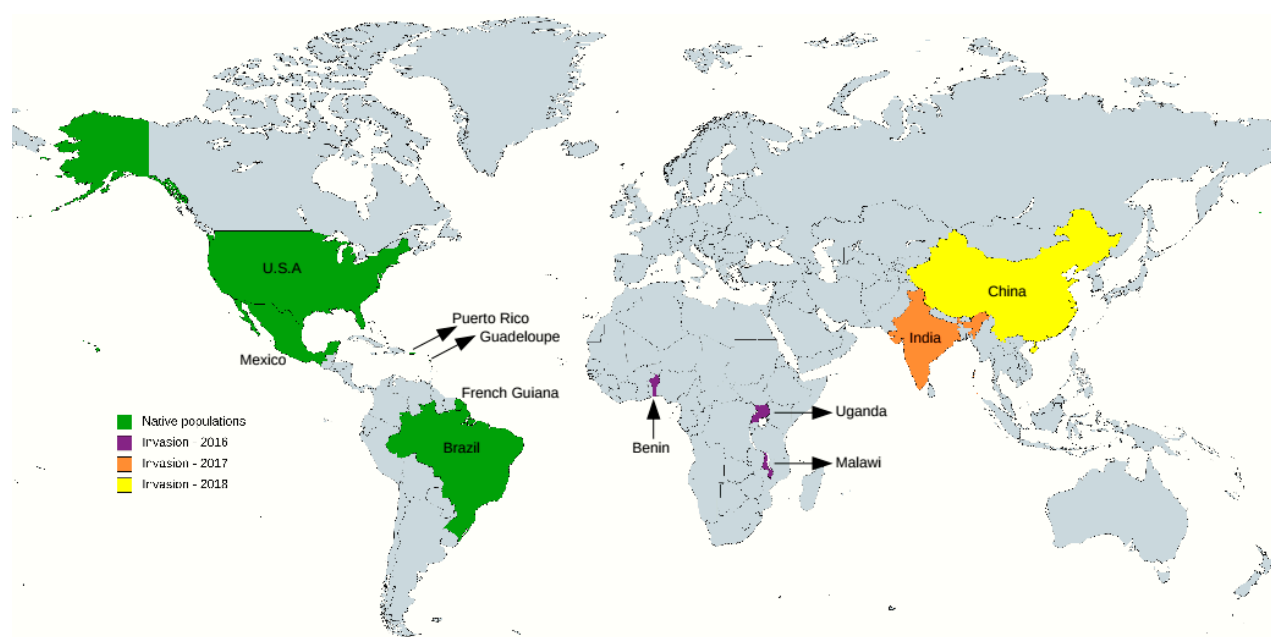 U.S.A
China
Puerto Rico
Guadeloupe
India
Mexico
French Guiana
Native populations
Invasion - 2016
Invasion - 2017
Invasion - 2018
Brazil
Benin
Uganda
Malawi